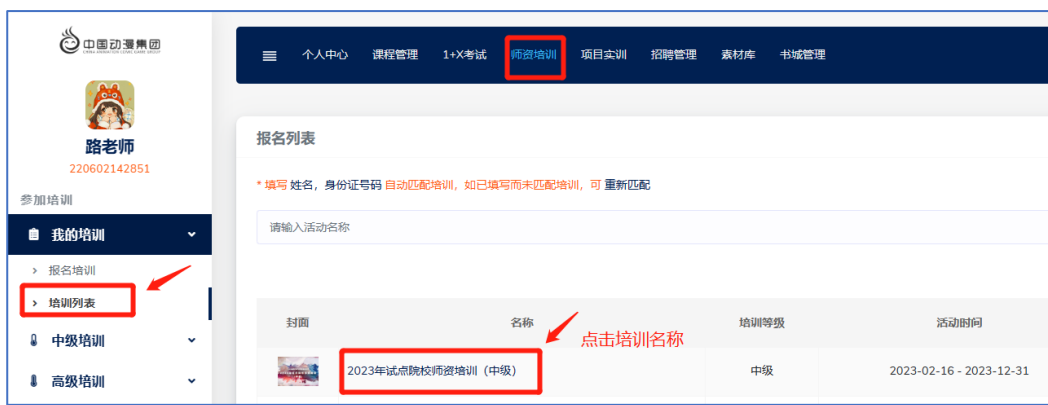 中国动漫集团
个人中心 课程管理 1+X考试 师资培训 项目实训 招聘管理 素材库 书城管理
路老师
220602142851
参加培训
我的培训
报名培训
培训列表
中级培训
高级培训
报名列表
* 填写 姓名，身份证号码 自动匹配培训，如已填写而未匹配培训，可 重新匹配
请输入活动名称
封面 名称 培训等级 活动时间
点击培训名称
2023年试点院校师资培训（中级） 中级 2023-02-16 - 2023-12-31